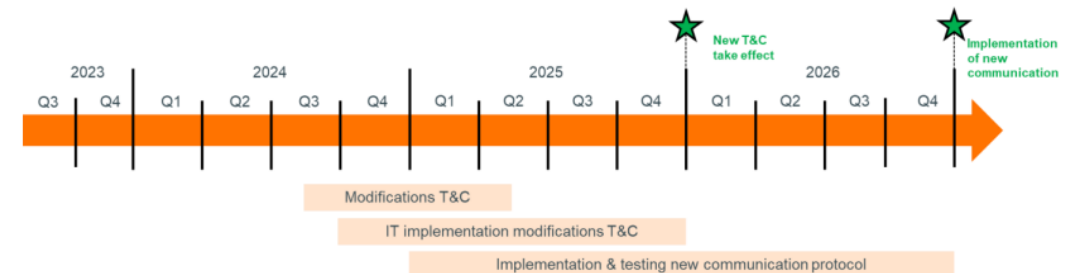 New T&C
take effect
Implementation
of new
communication
2023 2024 2025 2026
Q3 Q4 Q1 Q2 Q3 Q4 Q1 Q2 Q3 Q4 Q1 Q2 Q3 Q4
Modifications T&C
IT implementation modifications T&C
Implementation & testing new communication protocol